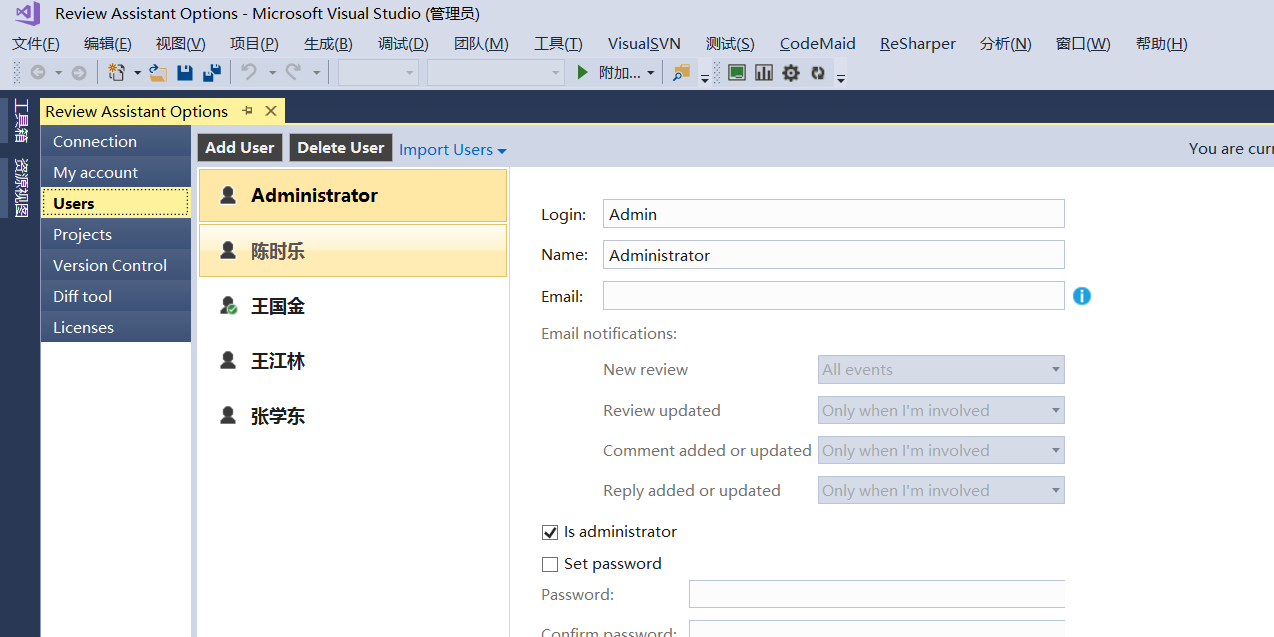 Review Assistant Options - Microsoft Visual Studio (管理员)
文件(F) 编辑(E) 视图(V) 项目(P) 生成(B) 调试(D) 团队(M) 工具(T) VisualSVN 测试(S) CodeMaid ReSharper 分析(N) 窗口(W) 帮助(H)
附加...
工具箱
资源视图
Review Assistant Options
Connection
My account
Users
Projects
Version Control
Diff tool
Licenses
Add User Delete User Import Users
You are curr
Administrator
陈时乐
王国金
王江林
张学东
Login: Admin
Name: Administrator
Email:
Email notifications:
New review All events
Review updated Only when I'm involved
Comment added or updated Only when I'm involved
Reply added or updated Only when I'm involved
Is administrator
Set password
Password:
Confirm password: